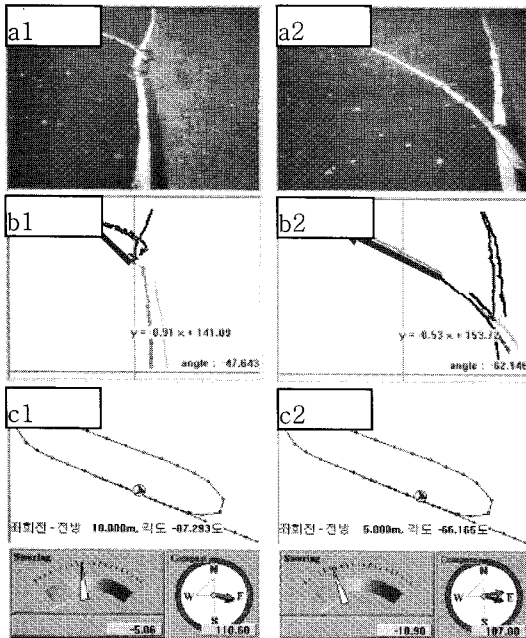 a1
a2
b1
y = -0.91 x + 141.09
angle : -47.643
b2
y = -0.53 x + 153.72
angle : -62.146
c1
좌회전 - 전방 10.000m, 각도 -87.293도
c2
좌회전 - 전방 5.000m, 각도 -66.165도
Steering
-5.06
N
W
E
S
110.60
Steering
-10.90
N
W
E
S
107.00